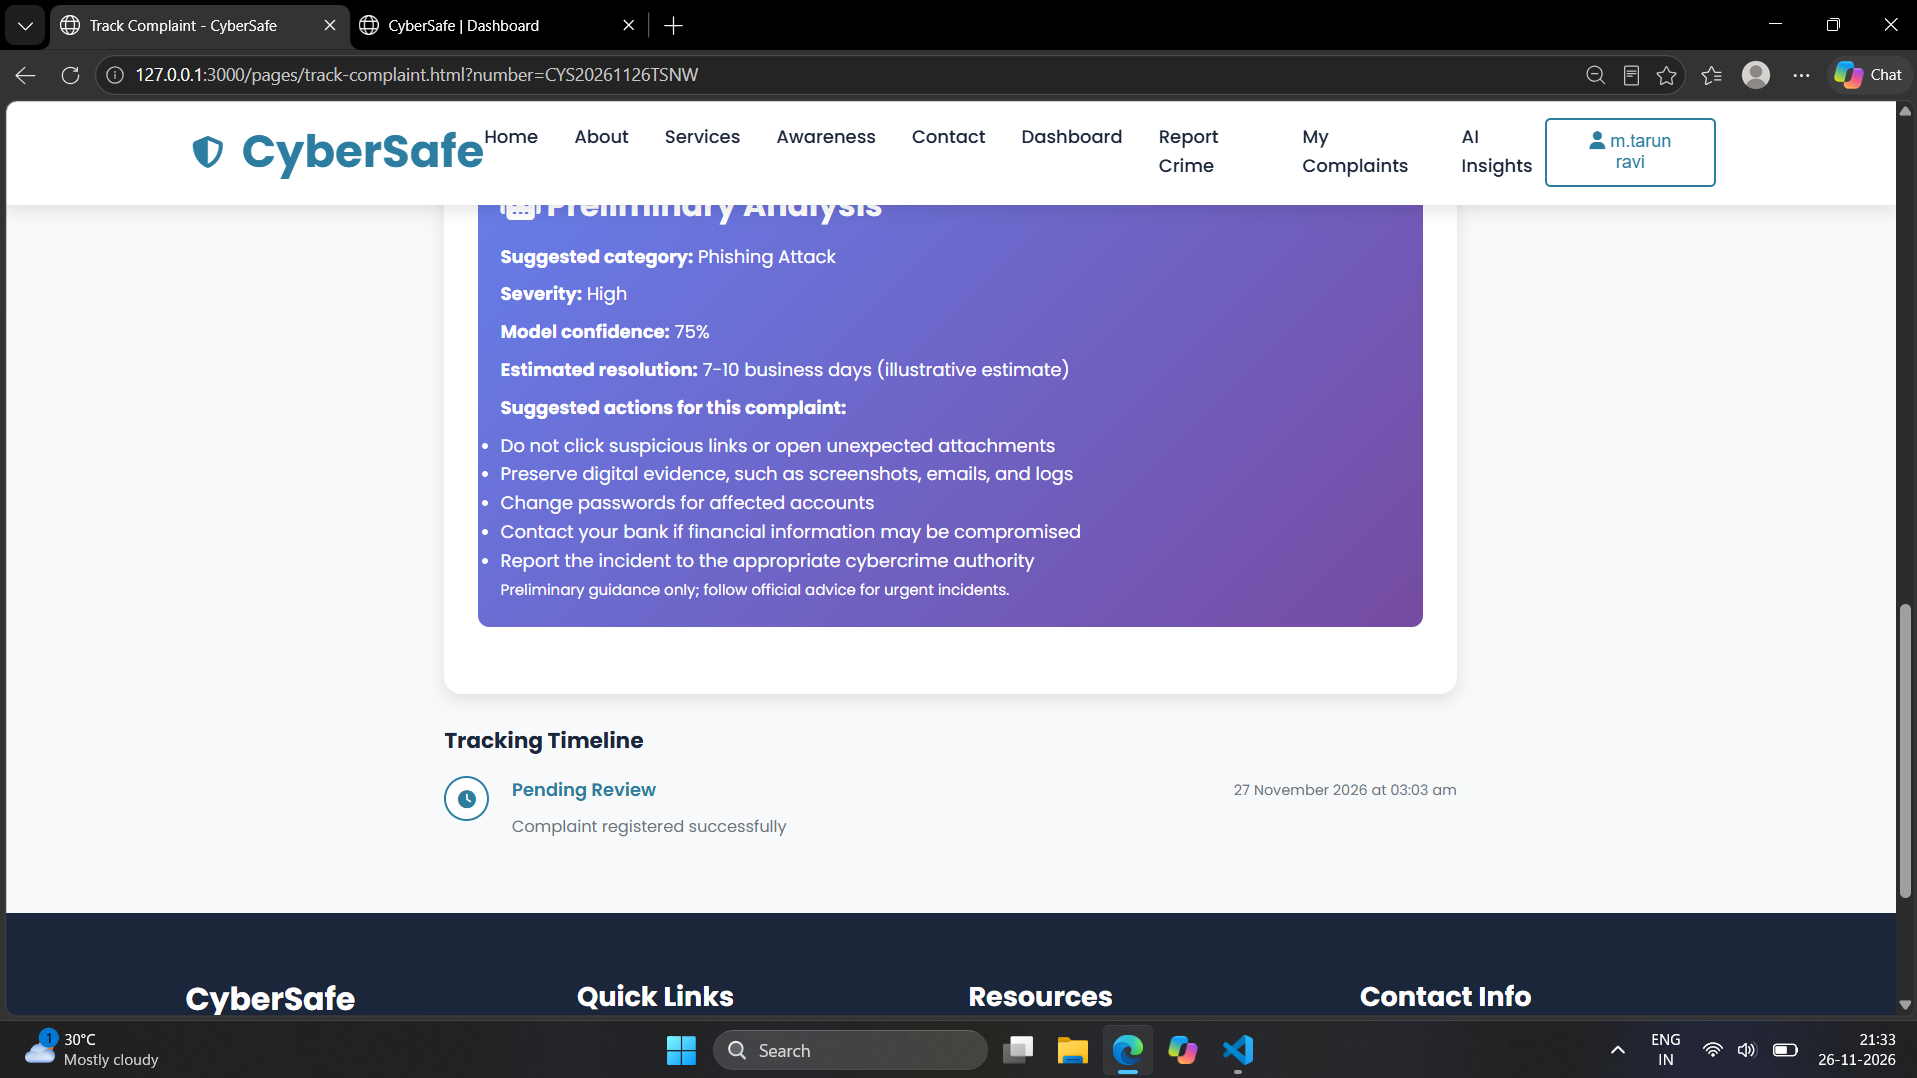 Track Complaint - CyberSafe
CyberSafe | Dashboard
127.0.0.1:3000/pages/track-complaint.html?number=CYS20261126TSNW
Chat
CyberSafe
Home
About
Services
Awareness
Contact
Dashboard
Report
Crime
My
Complaints
AI
Insights
m.tarun
ravi
Preliminary Analysis
Suggested category: Phishing Attack
Severity: High
Model confidence: 75%
Estimated resolution: 7-10 business days (illustrative estimate)
Suggested actions for this complaint:
• Do not click suspicious links or open unexpected attachments
• Preserve digital evidence, such as screenshots, emails, and logs
• Change passwords for affected accounts
• Contact your bank if financial information may be compromised
• Report the incident to the appropriate cybercrime authority
Preliminary guidance only; follow official advice for urgent incidents.
Tracking Timeline
Pending Review
27 November 2026 at 03:03 am
Complaint registered successfully
CyberSafe
Quick Links
Resources
Contact Info
1
30°C
Mostly cloudy
Search
ENG
IN
21:33
26-11-2026